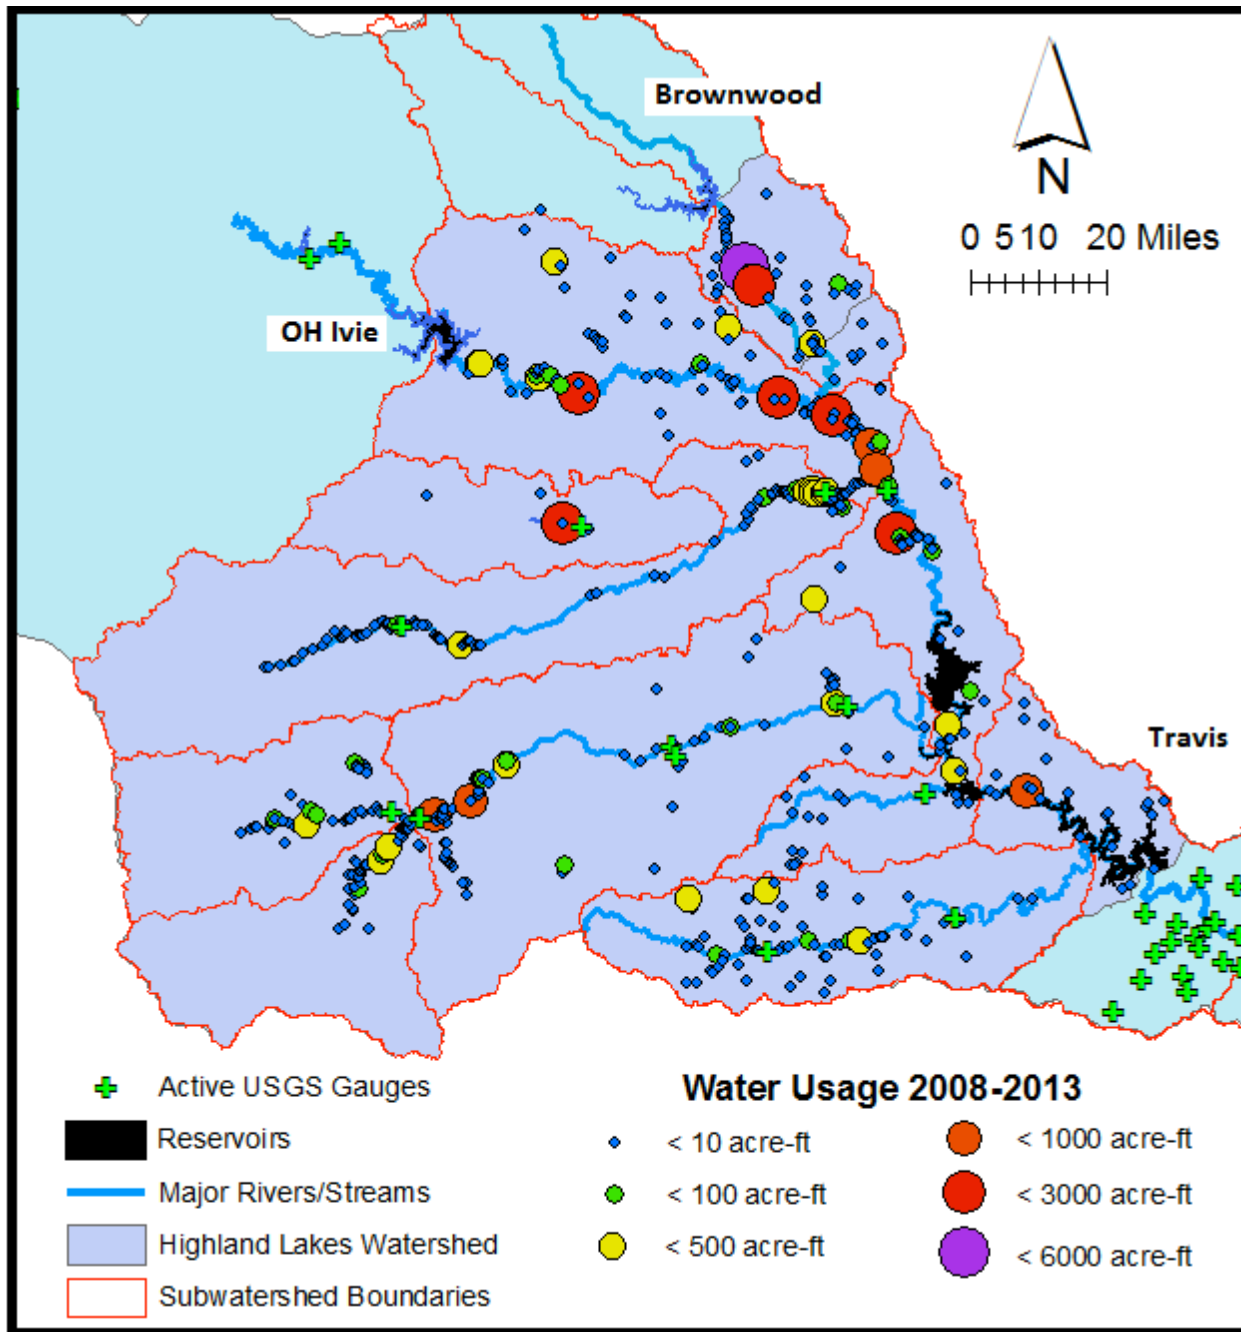 Brownwood
N
0 5 10 20 Miles
OH Ivie
Travis
Active USGS Gauges
Reservoirs
Major Rivers/Streams
Highland Lakes Watershed
Subwatershed Boundaries
Water Usage 2008-2013
< 10 acre-ft
< 100 acre-ft
< 500 acre-ft
< 1000 acre-ft
< 3000 acre-ft
< 6000 acre-ft